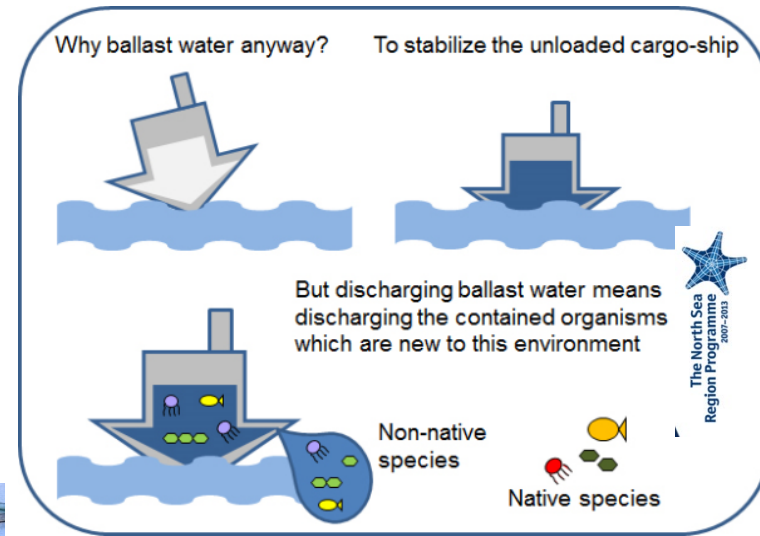 Why ballast water anyway?
To stabilize the unloaded cargo-ship
But discharging ballast water means
discharging the contained organisms
which are new to this environment
The North Sea
Region Programme
2007-2013
Non-native
species
Native species